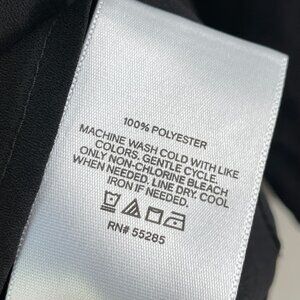 100% POLYESTER
MACHINE WASH COLD WITH LIKE
COLORS, GENTLE CYCLE.
ONLY NON-CHLORINE BLEACH
WHEN NEEDED, LINE DRY. COOL
IRON IF NEEDED.
RN# 55285